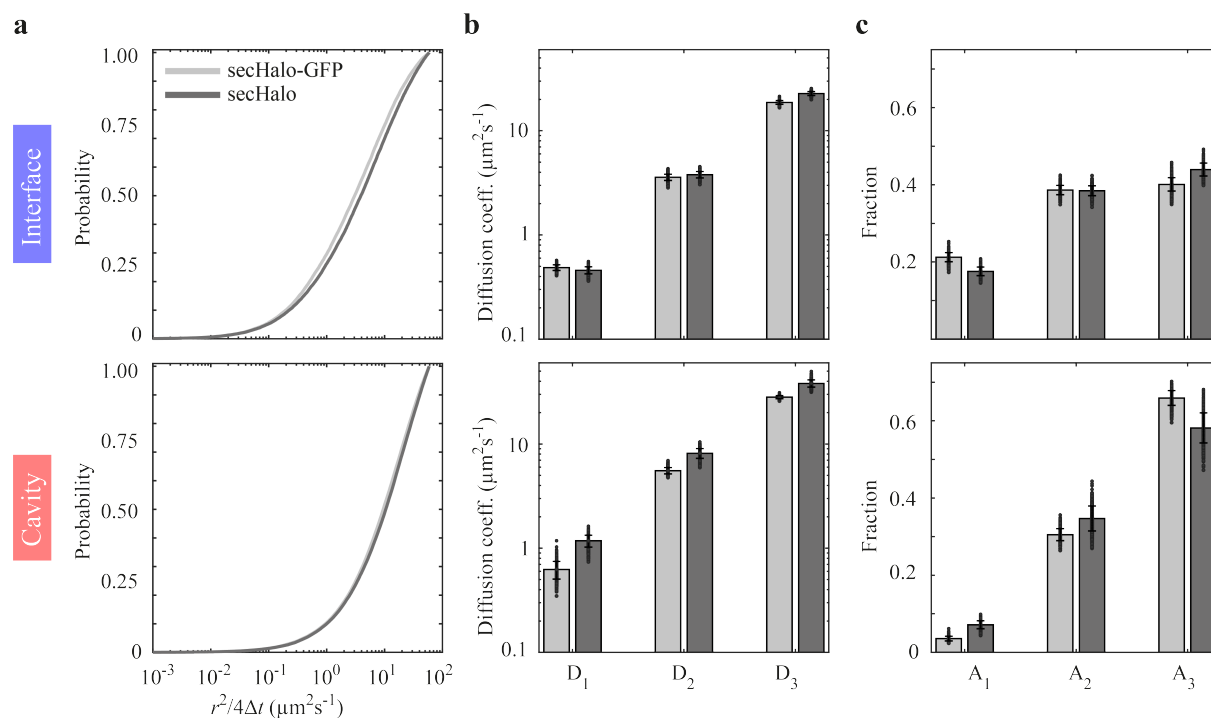 a
b
c
Interface
Probability
1.00
0.75
0.50
0.25
0
secHalo-GFP
secHalo
Diffusion coeff. (µm²s⁻¹)
10
1
0.1
Fraction
0.6
0.4
0.2
Cavity
Probability
1.00
0.75
0.50
0.25
0
10⁻³ 10⁻² 10⁻¹ 10⁰ 10¹ 10²
r²/4Δt (µm²s⁻¹)
Diffusion coeff. (µm²s⁻¹)
10
1
0.1
D₁ D₂ D₃
Fraction
0.6
0.4
0.2
0
A₁ A₂ A₃